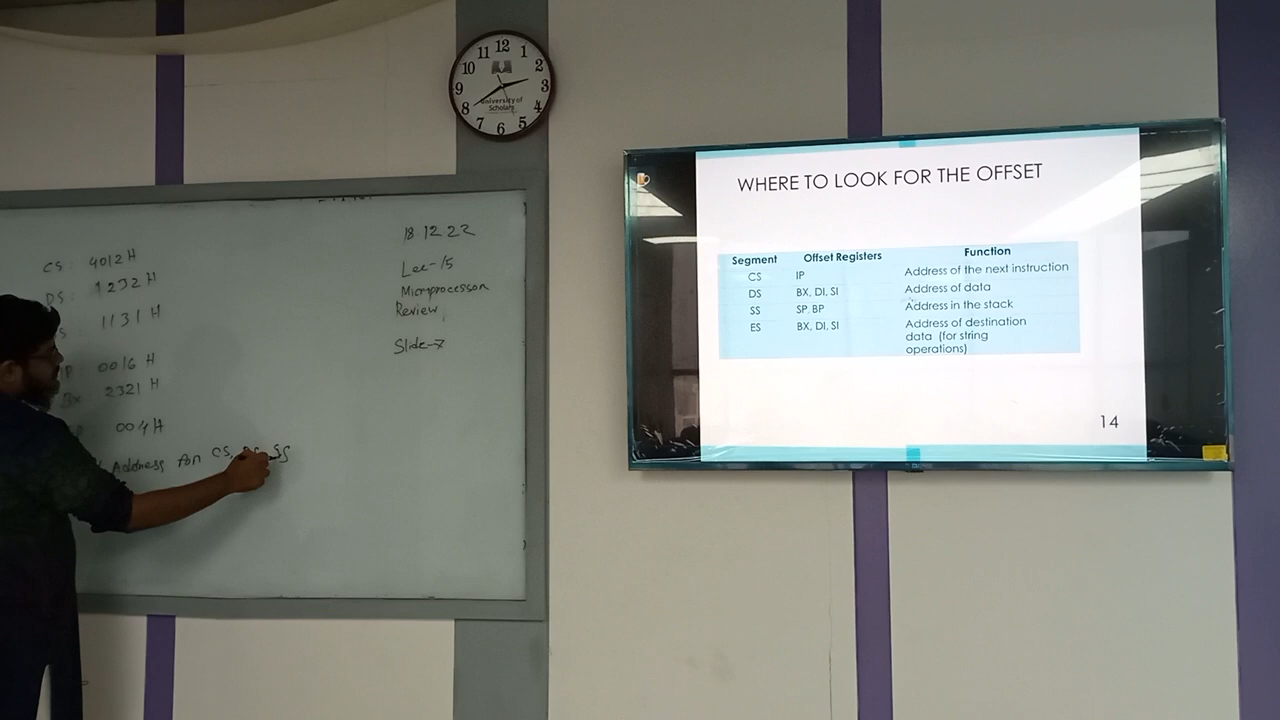 12
1
2
3
4
5
6
7
8
9
10
11
University of
Scholars
CS 4012 H
DS: 1232 H
S 1131 H
IP 0016 H
Bx 2321 H
004H
Address for CS, SS
18 12 22
Lec-15
Microprocessor
Review,
Slide-7
WHERE TO LOOK FOR THE OFFSET
Segment Offset Registers Function
CS IP Address of the next instruction
DS BX, DI, SI Address of data
SS SP, BP Address in the stack
ES BX, DI, SI Address of destination
data (for string
operations)
14